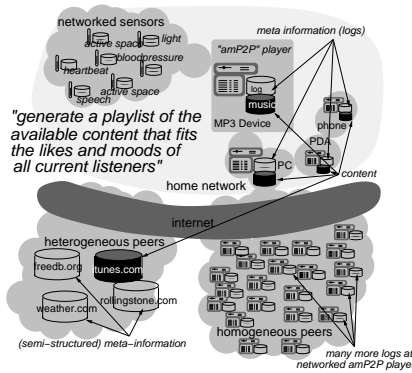 networked sensors
meta information (logs)
active space
light
bloodpressure
heartbeat
active space
speech
"amP2P" player
log
music
MP3 Device
phone
PDA
PC
"generate a playlist of the
available content that fits
the likes and moods of
all current listeners"
content
home network
internet
heterogeneous peers
freedb.org
itunes.com
rollingstone.com
weather.com
homogeneous peers
(semi-structured) meta-information
many more logs at
networked amP2P player